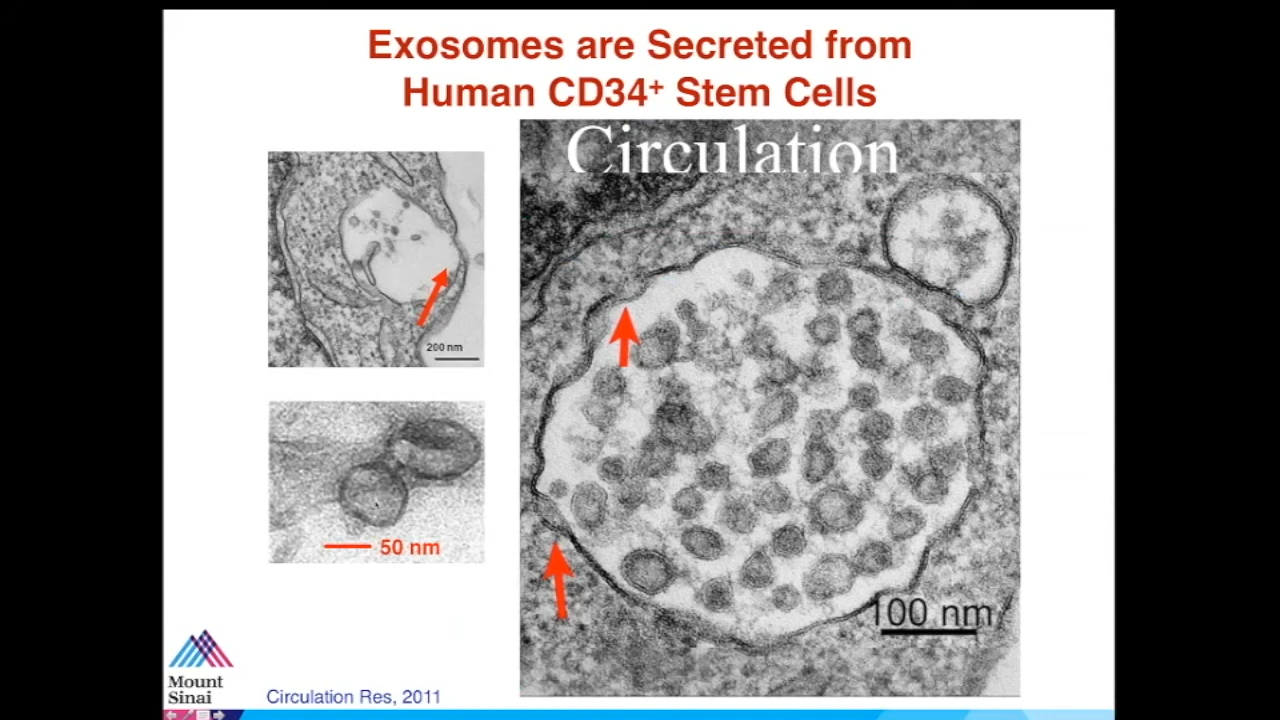 Exosomes are Secreted from
Human CD34+ Stem Cells
Circulation
200 nm
50 nm
100 nm
Mount
Sinai
Circulation Res, 2011